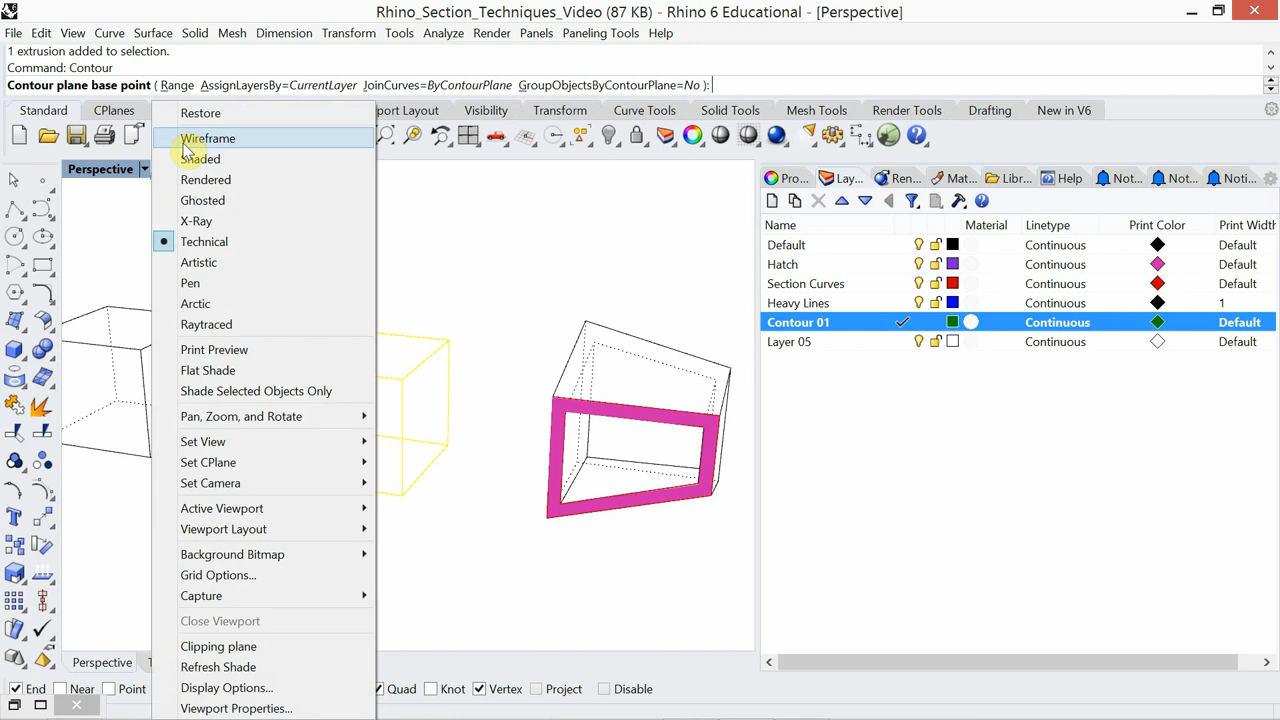 Rhino_Section_Techniques_Video (87 KB) - Rhino 6 Educational - [Perspective]
File Edit View Curve Surface Solid Mesh Dimension Transform Tools Analyze Render Panels Paneling Tools Help
1 extrusion added to selection.
Command: Contour
Contour plane base point ( Range AssignLayersBy=CurrentLayer JoinCurves=ByContourPlane GroupObjectsByContourPlane=No ):
Standard CPlanes port Layout Visibility Transform Curve Tools Solid Tools Mesh Tools Render Tools Drafting New in V6
Perspective
Restore
Wireframe
Shaded
Rendered
Ghosted
X-Ray
Technical
Artistic
Pen
Arctic
Raytraced
Print Preview
Flat Shade
Shade Selected Objects Only
Pan, Zoom, and Rotate
Set View
Set CPlane
Set Camera
Active Viewport
Viewport Layout
Background Bitmap
Grid Options...
Capture
Close Viewport
Clipping plane
Refresh Shade
Display Options...
Viewport Properties...
Pro... Lay... Ren... Mat... Libr... Help Not... Not... Noti...
Name Material Linetype Print Color Print Width
Default Continuous Default
Hatch Continuous Default
Section Curves Continuous Default
Heavy Lines Continuous 1
Contour 01 Continuous Default
Layer 05 Continuous Default
Perspective T
End Near Point Quad Knot Vertex Project Disable